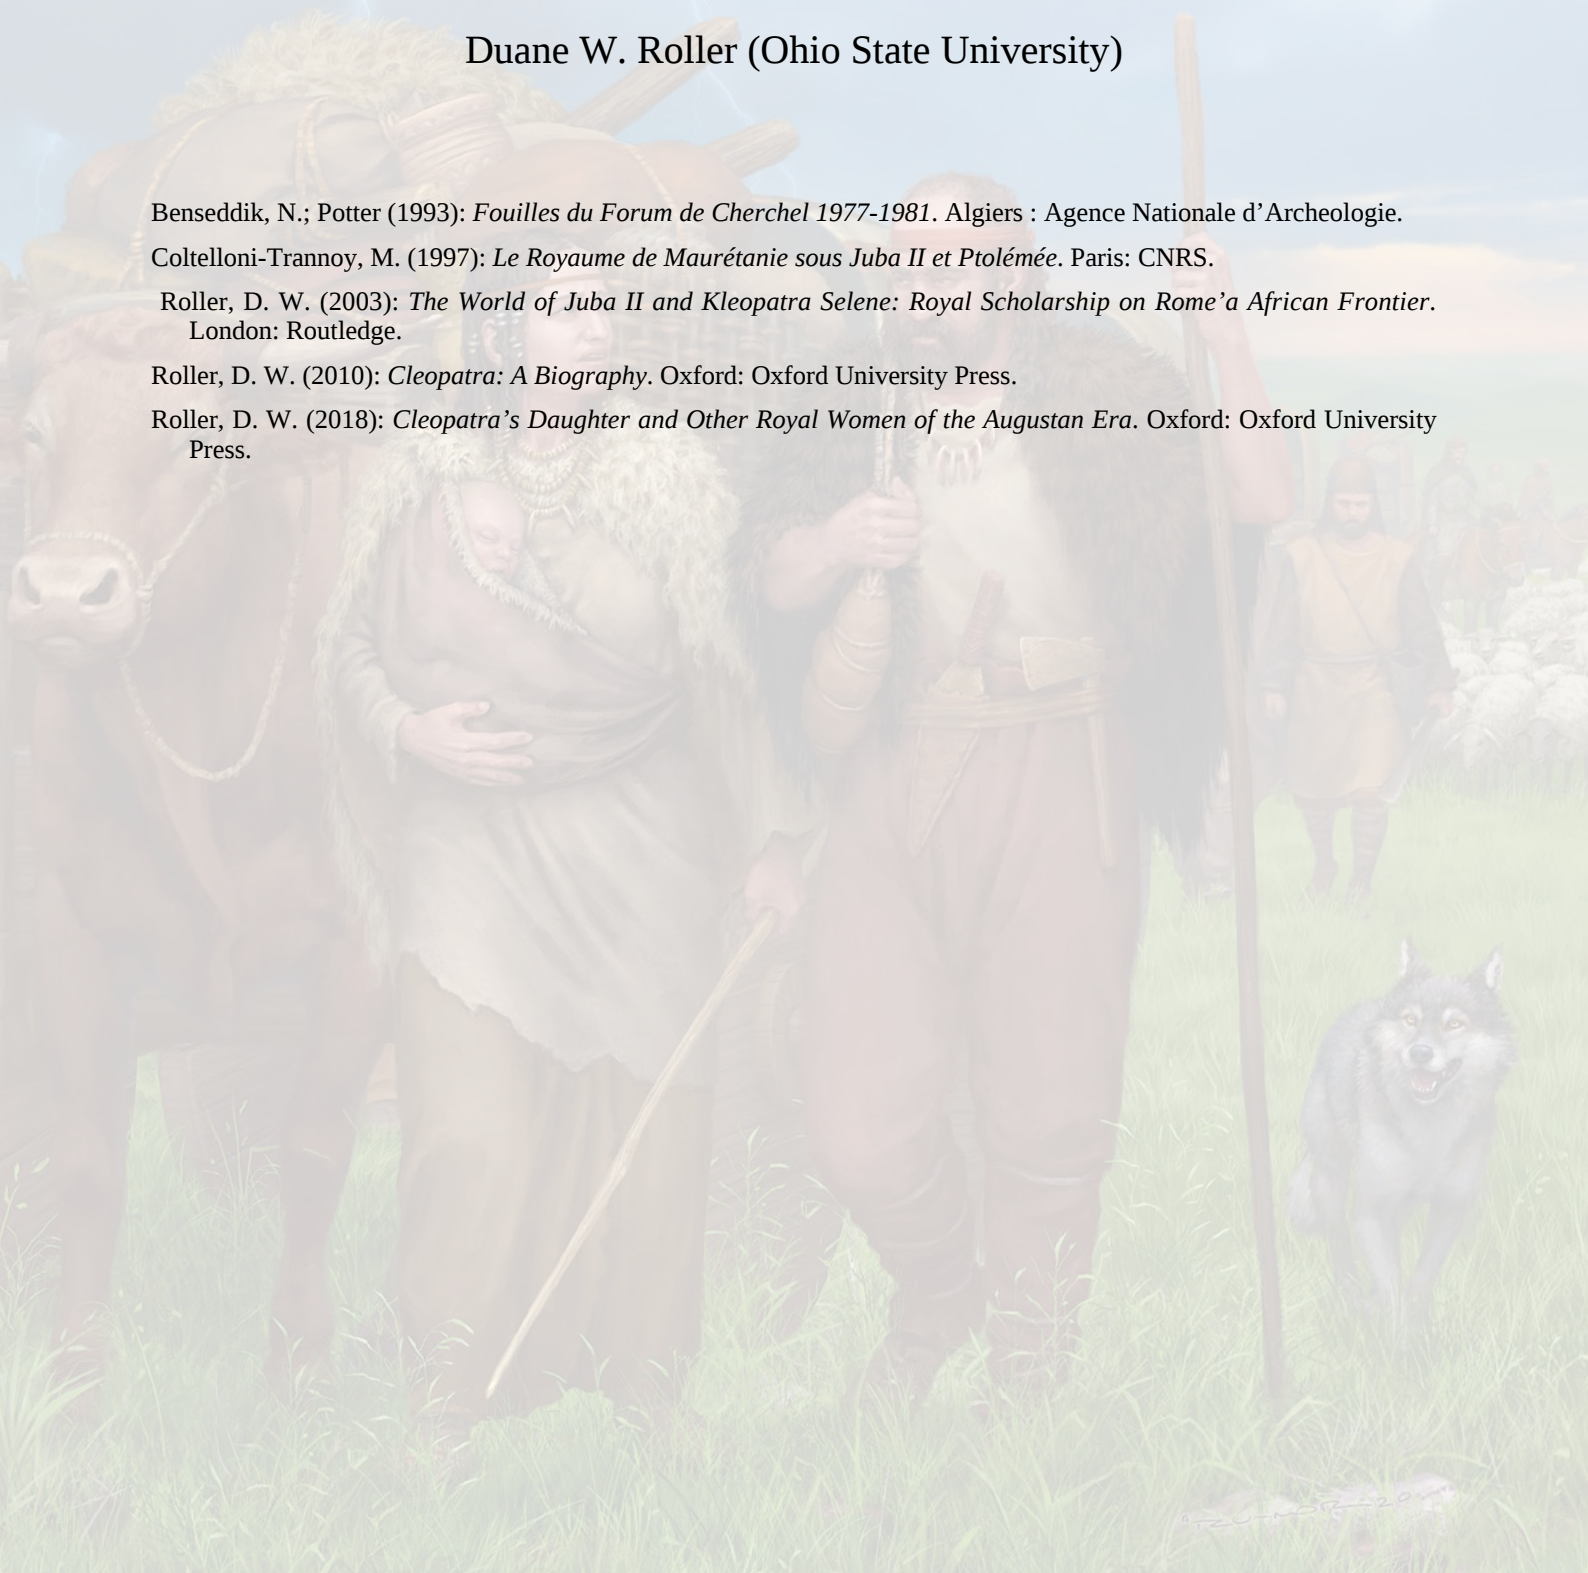 Duane W. Roller (Ohio State University)
Benseddik, N.; Potter (1993): Fouilles du Forum de Cherchel 1977-1981. Algiers : Agence Nationale d’Archeologie.
Coltelloni-Trannoy, M. (1997): Le Royaume de Maurétanie sous Juba II et Ptolémée. Paris: CNRS.
Roller, D. W. (2003): The World of Juba II and Kleopatra Selene: Royal Scholarship on Rome’a African Frontier.
London: Routledge.
Roller, D. W. (2010): Cleopatra: A Biography. Oxford: Oxford University Press.
Roller, D. W. (2018): Cleopatra’s Daughter and Other Royal Women of the Augustan Era. Oxford: Oxford University
Press.